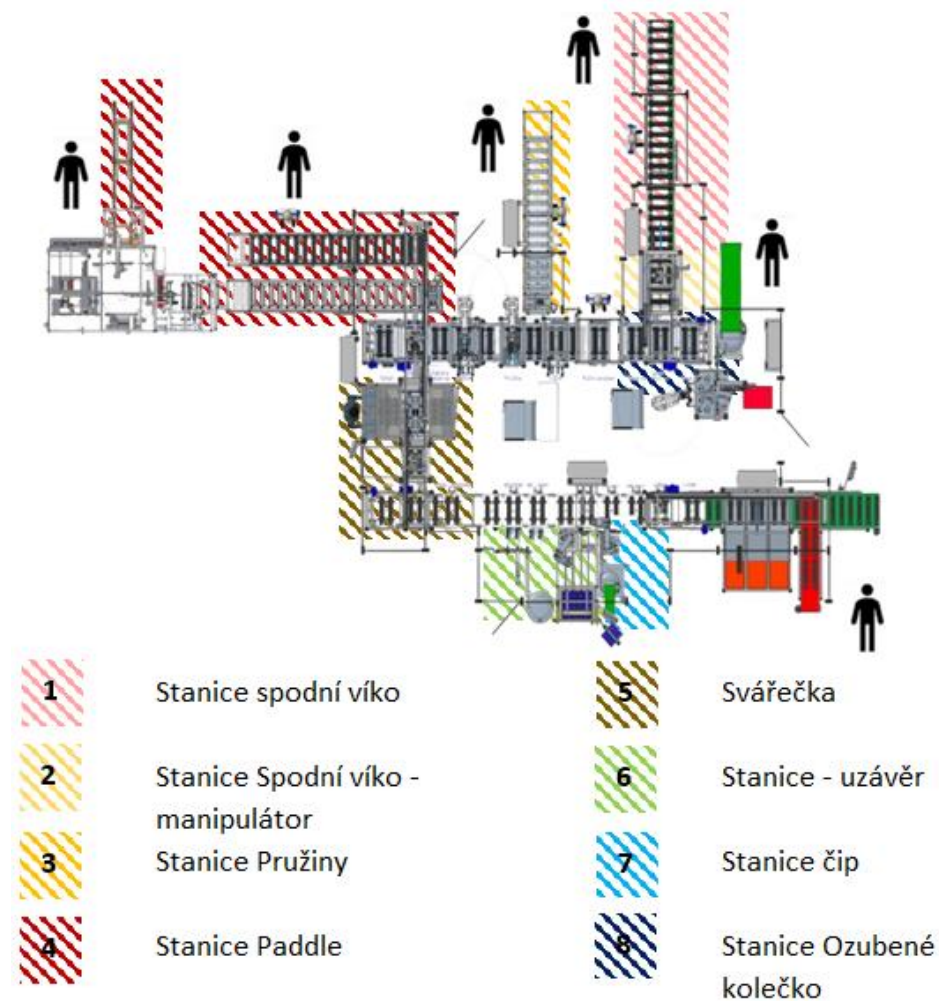 1 Stanice spodní víko
2 Stanice Spodní víko -
manipulátor
3 Stanice Pružiny
4 Stanice Paddle
5 Svářečka
6 Stanice - uzávěr
7 Stanice čip
8 Stanice Ozubené
kolečko